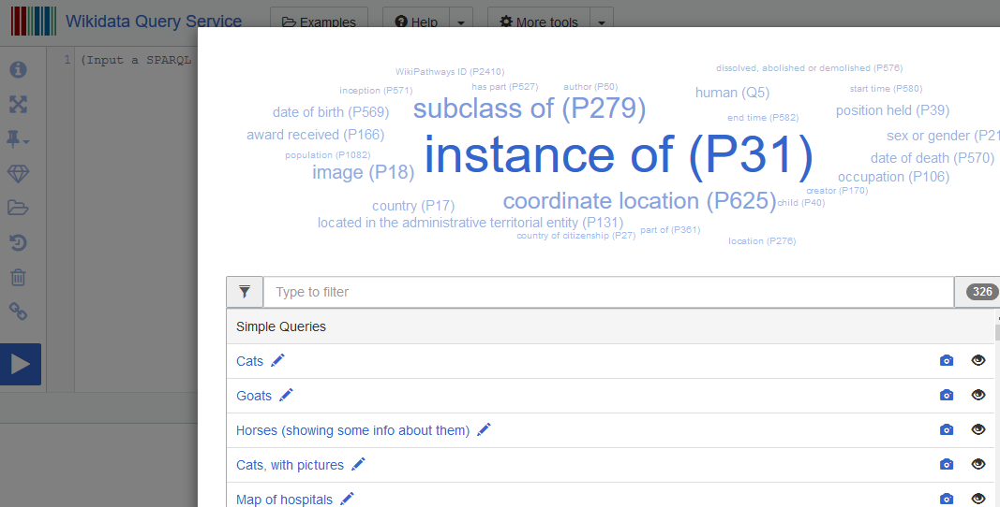 Wikidata Query Service Examples Help More tools
1 (Input a SPARQL
WikiPathways ID (P2410) dissolved, abolished or demolished (P576)
inception (P571) has part (P527) author (P50) human (Q5) start time (P580)
date of birth (P569) subclass of (P279) end time (P582) position held (P39)
award received (P166) instance of (P31) sex or gender (P21
population (P1082) date of death (P570)
image (P18) occupation (P106)
country (P17) coordinate location (P625) child (P40) creator (P170)
located in the administrative territorial entity (P131)
country of citizenship (P27) part of (P361) location (P276)
Type to filter 326
Simple Queries
Cats
Goats
Horses (showing some info about them)
Cats, with pictures
Map of hospitals